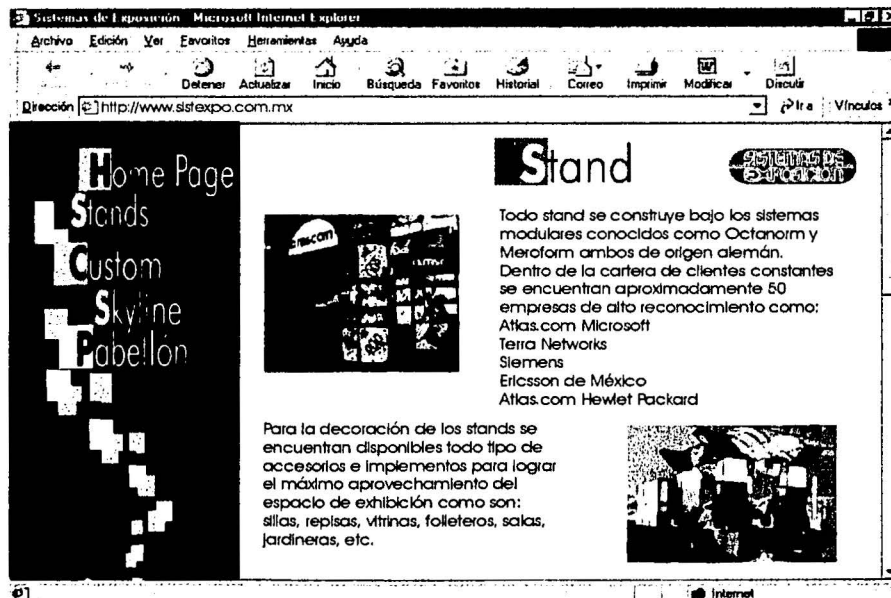 Sistemas de Exposición - Microsoft Internet Explorer
Archivo Edición Ver Favoritos Herramientas Ayuda
Detener Actualizar Inicio Búsqueda Favoritos Historial Correo Imprimir Modificar Discutir
Dirección http://www.sistexpo.com.mx Ir a Vínculos
Home Page
Stands
Custom
Skyline
Pabellón
Stand
SISTEMAS DE
EXPOSICIÓN
Todo stand se construye bajo los sistemas
modulares conocidos como Octanorm y
Meroform ambos de origen alemán.
Dentro de la cartera de clientes constantes
se encuentran aproximadamente 50
empresas de alto reconocimiento como:
Atlas.com Microsoft
Terra Networks
Siemens
Ericsson de México
Atlas.com Hewlet Packard
Para la decoración de los stands se
encuentran disponibles todo tipo de
accesorios e implementos para lograr
el máximo aprovechamiento del
espacio de exhibición como son:
sillas, repisas, vitrinas, folleteros, salas,
jardineras, etc.
Internet